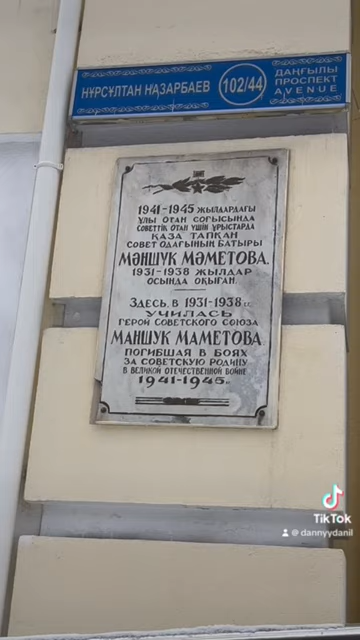 НҰРСҰЛТАН НАЗАРБАЕВ
102/44
ДАҢҒЫЛЫ
ПРОСПЕКТ
AVENUE
1941-1945 ЖЫЛДАРДАҒЫ
ҰЛЫ ОТАН СОҒЫСЫНДА
СОВЕТТІК ОТАН ҮШІН ҰРЫСТАРДА
ҚАЗА ТАПҚАН
СОВЕТ ОДАҒЫНЫҢ БАТЫРЫ
МӘНШҮК МӘМЕТОВА.
1931-1938 ЖЫЛДАР
ОСЫНДА ОҚЫҒАН.
ЗДЕСЬ, В 1931-1938 гг.
УЧИЛАСЬ
ГЕРОЙ СОВЕТСКОГО СОЮЗА
МАНШУК МАМЕТОВА
ПОГИБШАЯ В БОЯХ
ЗА СОВЕТСКУЮ РОДИНУ
В ВЕЛИКОЙ ОТЕЧЕСТВЕННОЙ ВОЙНЕ
1941-1945 гг.
TikTok
@dannyydanil